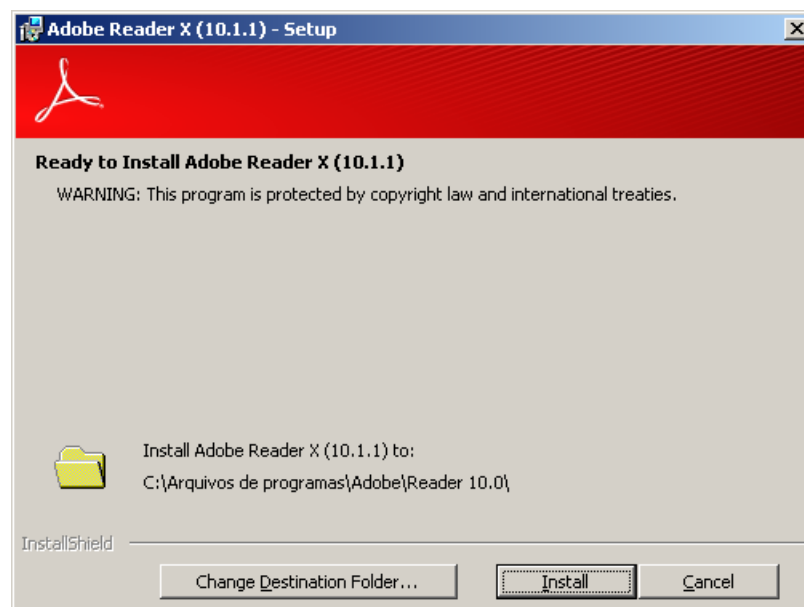 Adobe Reader X (10.1.1) - Setup
Ready to Install Adobe Reader X (10.1.1)
WARNING: This program is protected by copyright law and international treaties.
Install Adobe Reader X (10.1.1) to:
C:\Arquivos de programas\Adobe\Reader 10.0\
InstallShield
Change Destination Folder... Install Cancel